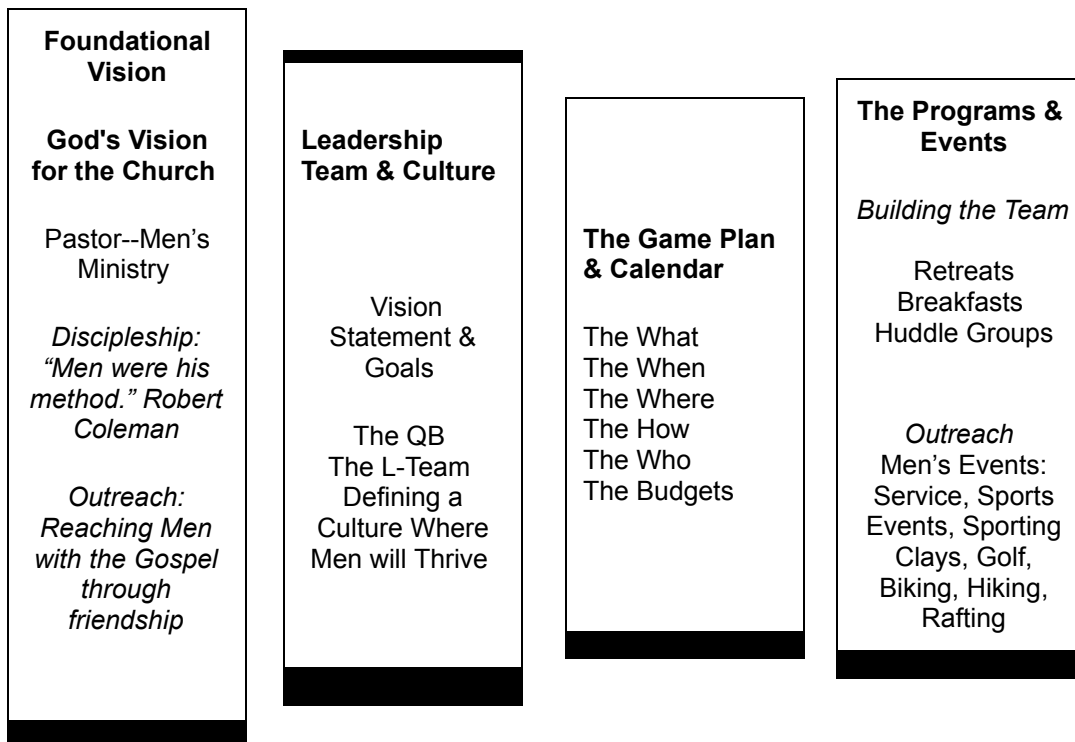 Foundational
Vision
God's Vision
for the Church
Pastor--Men’s
Ministry
Discipleship:
“Men were his
method.” Robert
Coleman
Outreach:
Reaching Men
with the Gospel
through
friendship
Leadership
Team & Culture
Vision
Statement &
Goals
The QB
The L-Team
Defining a
Culture Where
Men will Thrive
The Game Plan
& Calendar
The What
The When
The Where
The How
The Who
The Budgets
The Programs &
Events
Building the Team
Retreats
Breakfasts
Huddle Groups
Outreach
Men’s Events:
Service, Sports
Events, Sporting
Clays, Golf,
Biking, Hiking,
Rafting